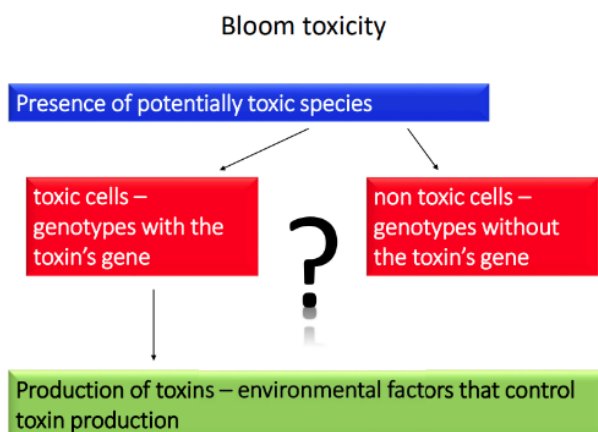 Bloom toxicity
Presence of potentially toxic species
toxic cells –
genotypes with the
toxin's gene
non toxic cells –
genotypes without
the toxin's gene
?
Production of toxins – environmental factors that control
toxin production